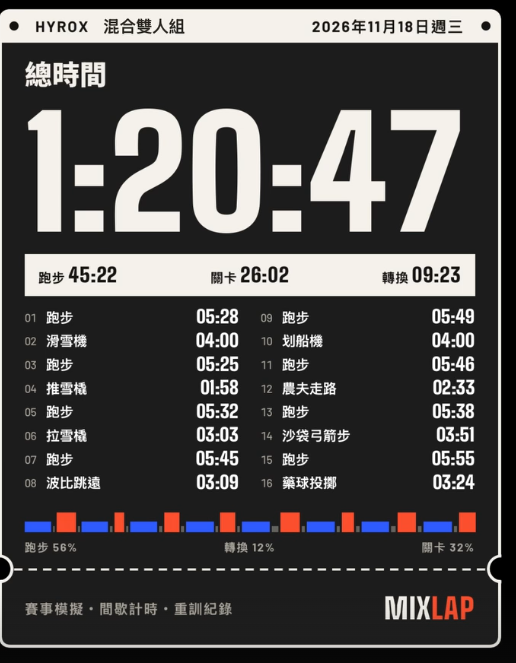 HYROX 混合雙人組 2026年11月18日週三
總時間
1:20:47
跑步 45:22 關卡 26:02 轉換 09:23
01 跑步 05:28 09 跑步 05:49
02 滑雪機 04:00 10 划船機 04:00
03 跑步 05:25 11 跑步 05:46
04 推雪橇 01:58 12 農夫走路 02:33
05 跑步 05:32 13 跑步 05:38
06 拉雪橇 03:03 14 沙袋弓箭步 03:51
07 跑步 05:45 15 跑步 05:55
08 波比跳遠 03:09 16 藥球投擲 03:24
跑步 56% 轉換 12% 關卡 32%
賽事模擬・間歇計時・重訓紀錄 MIXLAP